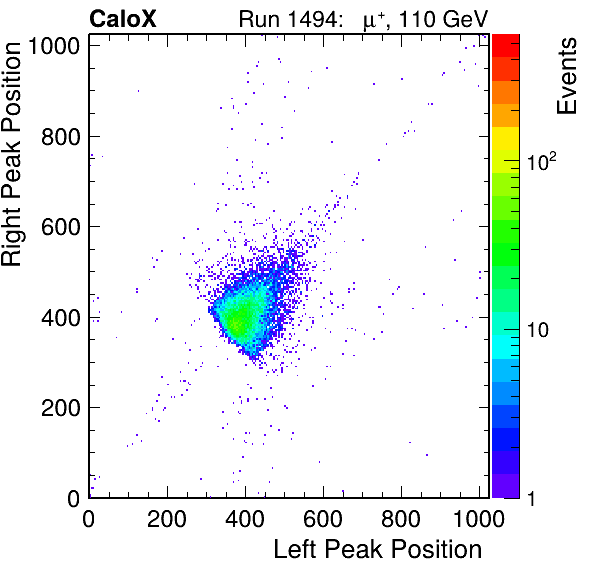 CaloX Run 1494: μ⁺, 110 GeV
Right Peak Position
1000
800
600
400
200
0
0 200 400 600 800 1000
Left Peak Position
Events
10²
10
1